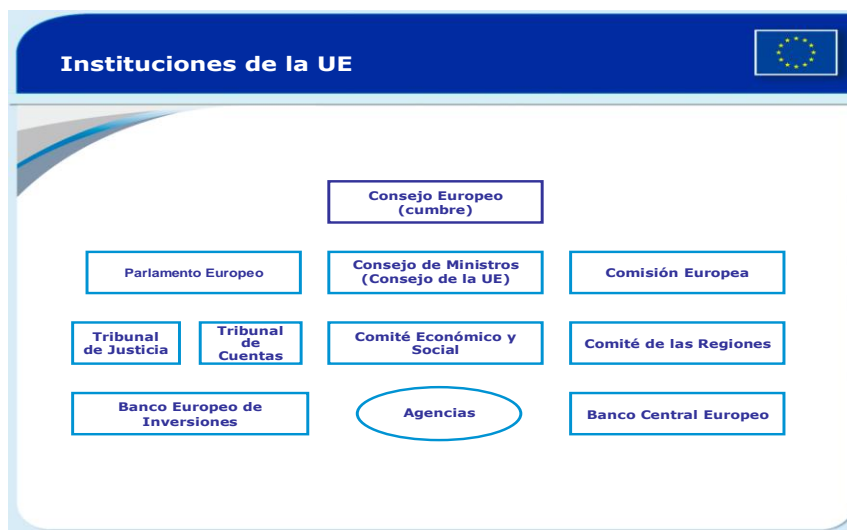 Instituciones de la UE
Consejo Europeo
(cumbre)
Parlamento Europeo
Consejo de Ministros
(Consejo de la UE)
Comisión Europea
Tribunal
de Justicia
Tribunal
de
Cuentas
Comité Económico y
Social
Comité de las Regiones
Banco Europeo de
Inversiones
Agencias
Banco Central Europeo